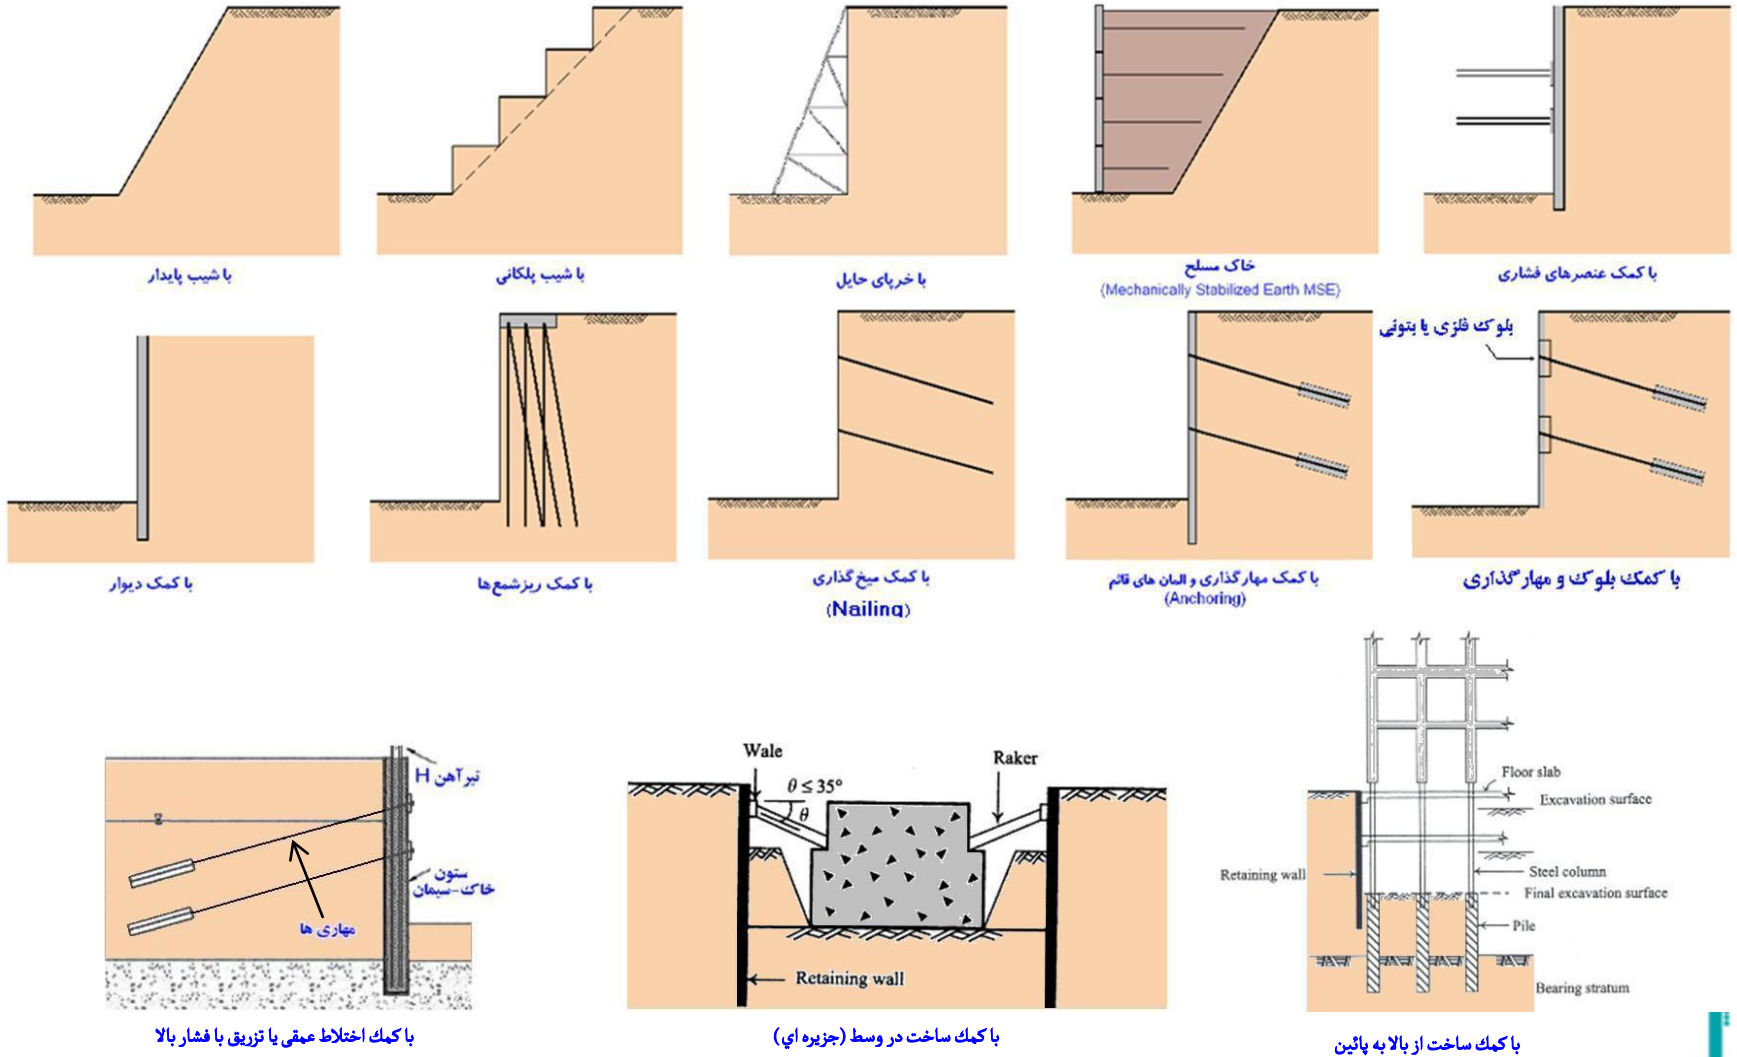 با شیب پایدار
با شیب پلکانی
با خرپای حایل
خاک مسلح
(Mechanically Stabilized Earth MSE)
با کمک عنصرهای فشاری
با کمک دیوار
با کمک ریزشمع‌ها
با کمک میخ گذاری
(Nailing)
با کمک مهارگذاری و المان های قائم
(Anchoring)
بلوک فلزی یا بتونی
با کمک بلوک و مهارگذاری
تیرآهن H
ستون
خاک-سیمان
مهاری ها
با کمک اختلاط عمقی یا تزریق با فشار بالا
Wale
θ ≤ 35°
θ
Raker
Retaining wall
با کمک ساخت در وسط (جزیره ای)
Floor slab
Excavation surface
Retaining wall
Steel column
Final excavation surface
Pile
Bearing stratum
با کمک ساخت از بالا به پائین